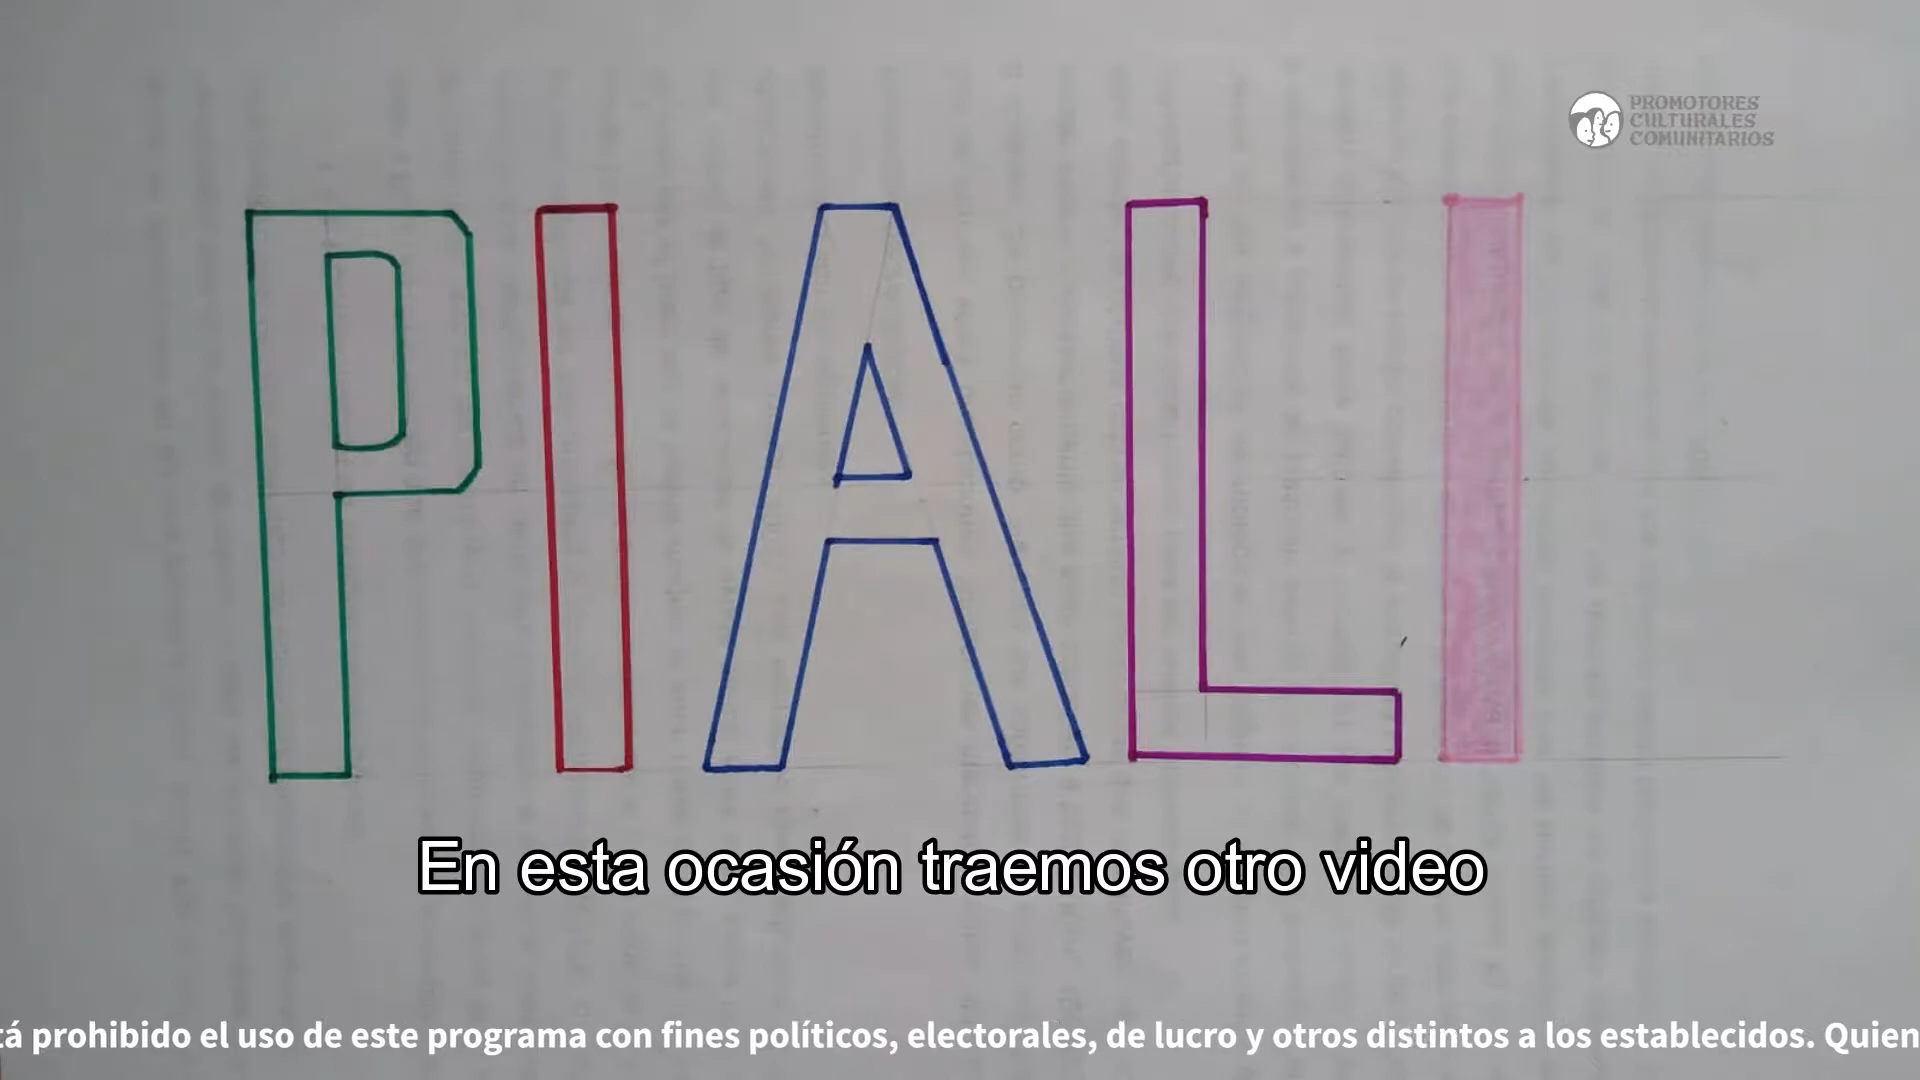 PROMOTORES
CULTURALES
COMUNITARIOS
PIALI
En esta ocasión traemos otro video
tá prohibido el uso de este programa con fines políticos, electorales, de lucro y otros distintos a los establecidos. Quien